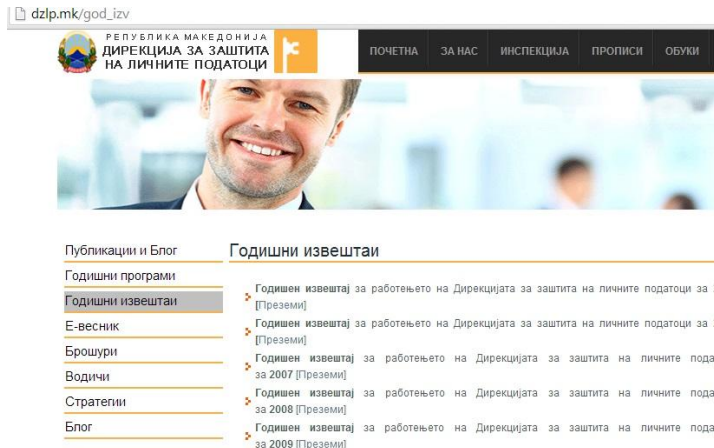 dzlp.mk/god_izv
РЕПУБЛИКА МАКЕДОНИЈА
ДИРЕКЦИЈА ЗА ЗАШТИТА
НА ЛИЧНИТЕ ПОДАТОЦИ
ПОЧЕТНА ЗА НАС ИНСПЕКЦИЈА ПРОПИСИ ОБУКИ
Публикации и Блог
Годишни програми
Годишни извештаи
Е-весник
Брошури
Водичи
Стратегии
Блог
Годишни извештаи
Годишен извештај за работењето на Дирекцијата за заштита на личните податоци за
[Преземи]
Годишен извештај за работењето на Дирекцијата за заштита на личните податоци за
[Преземи]
Годишен извештај за работењето на Дирекцијата за заштита на личните пода
за 2007 [Преземи]
Годишен извештај за работењето на Дирекцијата за заштита на личните пода
за 2008 [Преземи]
Годишен извештај за работењето на Дирекцијата за заштита на личните пода
за 2009 [Преземи]